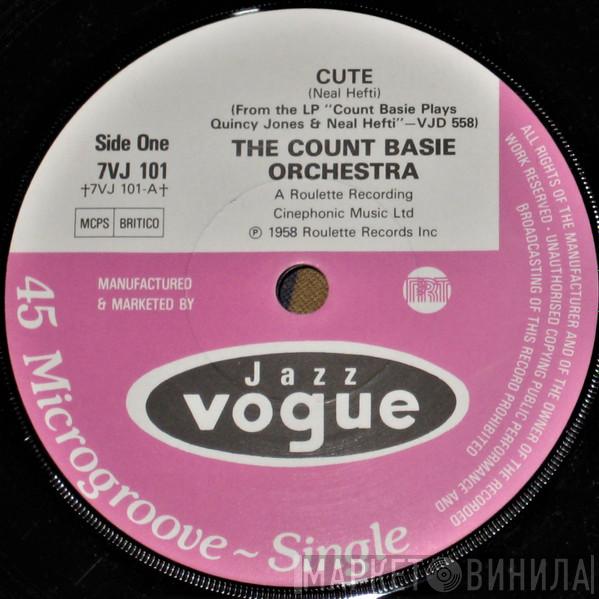 CUTE
(Neal Hefti)
(From the LP "Count Basie Plays
Quincy Jones & Neal Hefti"—VJD 558)
THE COUNT BASIE
ORCHESTRA
A Roulette Recording
Cinephonic Music Ltd
℗ 1958 Roulette Records Inc
Side One
7VJ 101
†7VJ 101-A†
MCPS BRITICO
MANUFACTURED
& MARKETED BY
PRT
Jazz
vogue
45 Microgroove ~ Single
ALL RIGHTS OF THE MANUFACTURER AND OF THE OWNER OF THE RECORDED
WORK RESERVED · UNAUTHORISED COPYING PUBLIC PERFORMANCE AND
BROADCASTING OF THIS RECORD PROHIBITED
МАРКЕТ ВИНИЛА